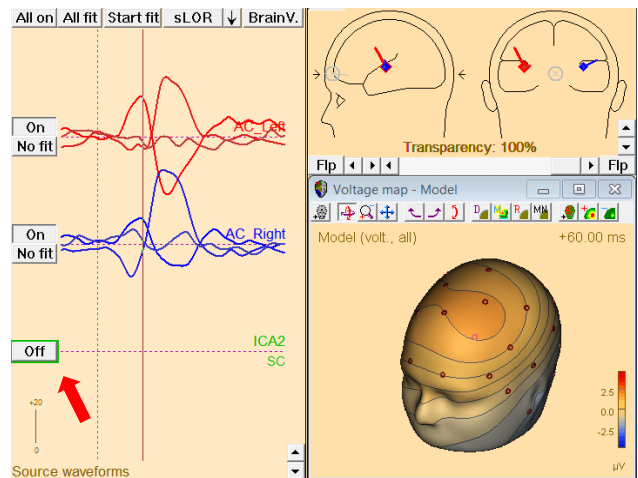 All on All fit Start fit sLOR ↓ BrainV.
On
No fit
AC_Left
On
No fit
AC_Right
Off
ICA2
SC
+20
0
Source waveforms
Transparency: 100%
Flp Flp
Voltage map - Model
D M R MN
Model (volt., all) +60.00 ms
2.5
0.0
-2.5
μV